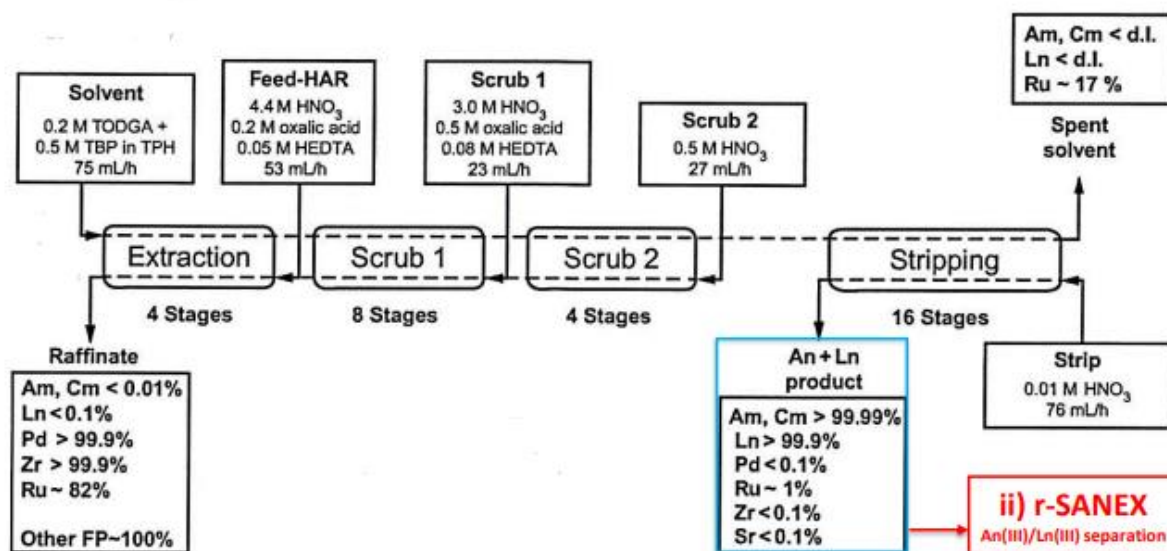 Solvent
0.2 M TODGA +
0.5 M TBP in TPH
75 mL/h
Feed-HAR
4.4 M HNO3
0.2 M oxalic acid
0.05 M HEDTA
53 mL/h
Scrub 1
3.0 M HNO3
0.5 M oxalic acid
0.08 M HEDTA
23 mL/h
Scrub 2
0.5 M HNO3
27 mL/h
Am, Cm < d.l.
Ln < d.l.
Ru ~ 17 %
Spent
solvent
Extraction
4 Stages
Scrub 1
8 Stages
Scrub 2
4 Stages
Stripping
16 Stages
Raffinate
Am, Cm < 0.01%
Ln < 0.1%
Pd > 99.9%
Zr > 99.9%
Ru ~ 82%
Other FP~100%
An + Ln
product
Am, Cm > 99.99%
Ln > 99.9%
Pd < 0.1%
Ru ~ 1%
Zr < 0.1%
Sr < 0.1%
Strip
0.01 M HNO3
76 mL/h
ii) r-SANEX
An(III)/Ln(III) separation